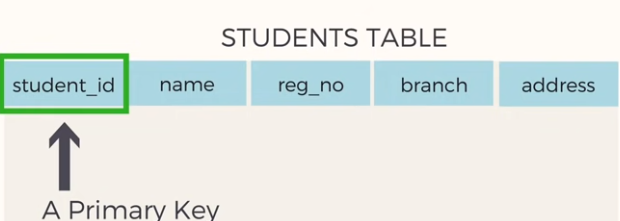 STUDENTS TABLE
student_id name reg_no branch address
A Primary Key